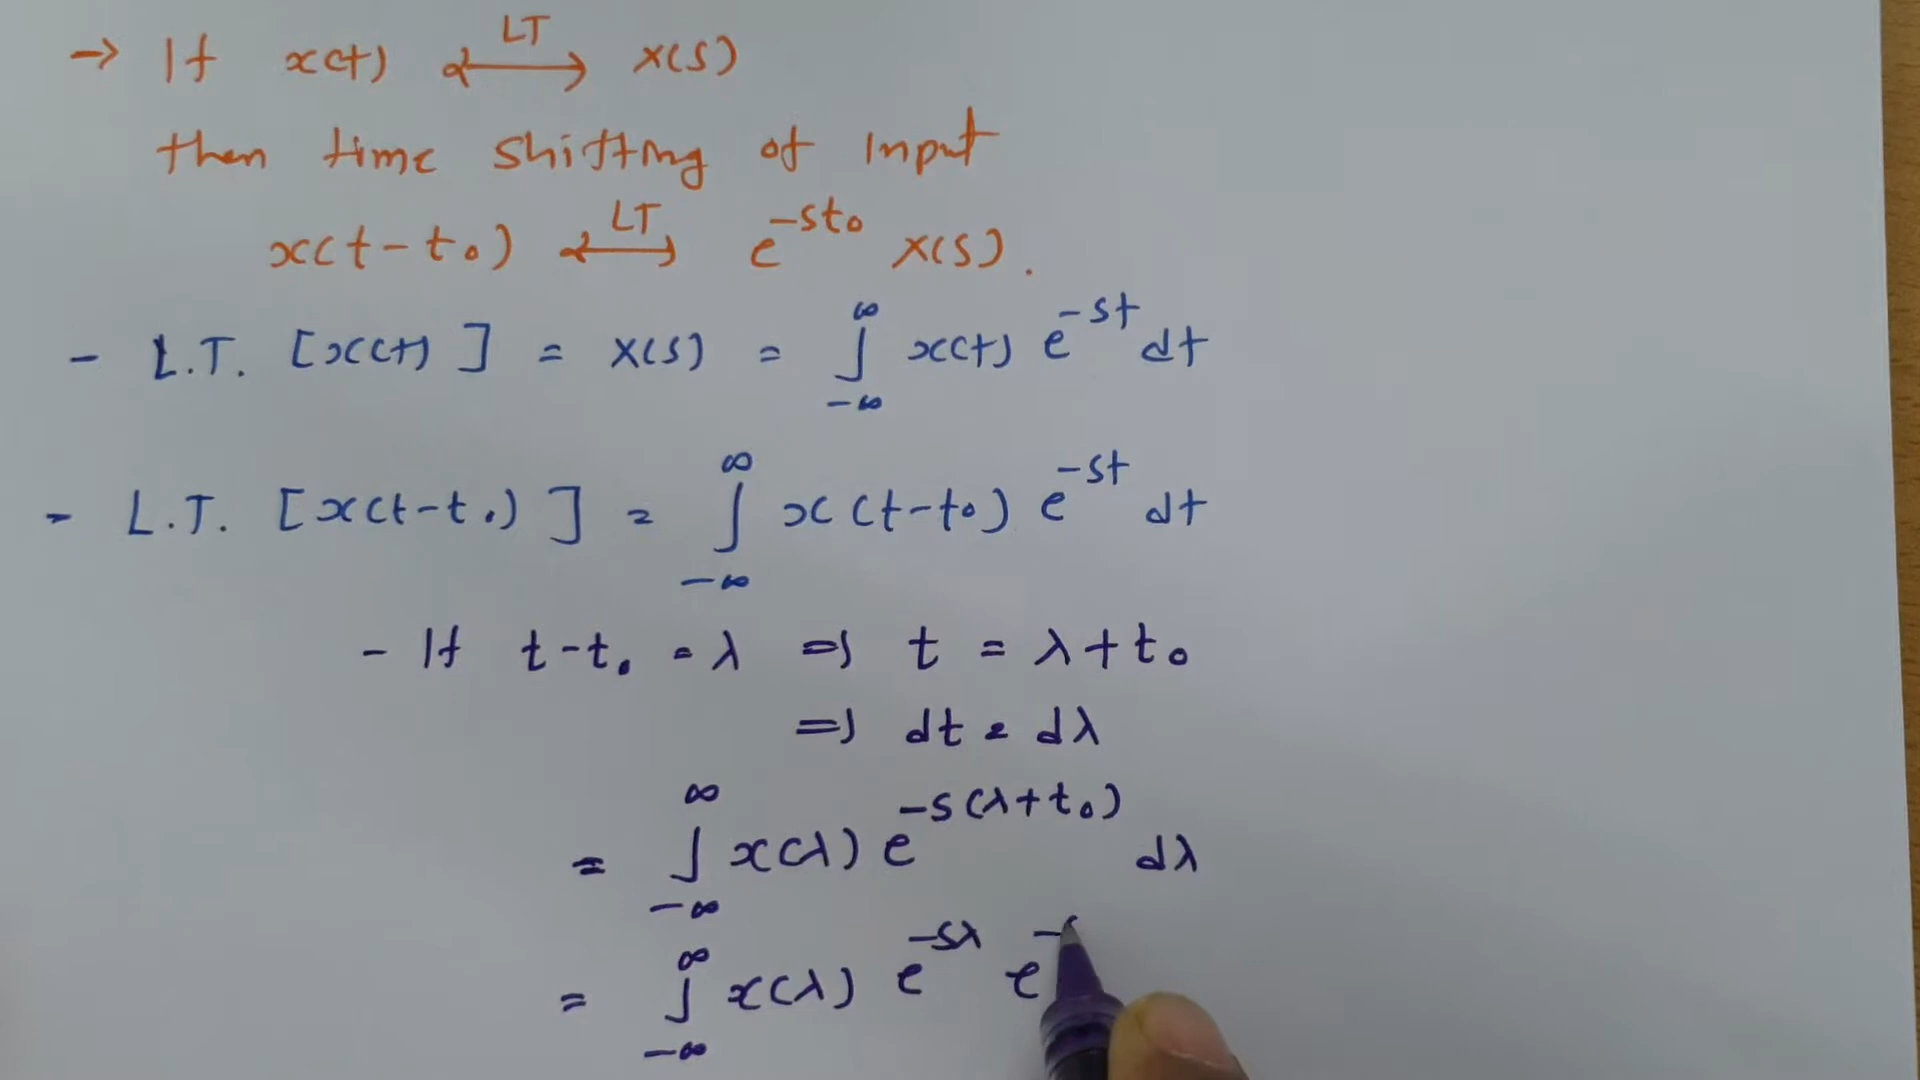 → If x(t) ←LT→ X(s)
then time shifting of input
x(t-t₀) ←LT→ e^{-st₀} X(s).
- L.T. [x(t)] = X(s) = ∫_{-∞}^{∞} x(t) e^{-st} dt
- L.T. [x(t-t₀)] = ∫_{-∞}^{∞} x(t-t₀) e^{-st} dt
- If t-t₀ = λ ⇒ t = λ+t₀
⇒ dt = dλ
= ∫_{-∞}^{∞} x(λ) e^{-s(λ+t₀)} dλ
= ∫_{-∞}^{∞} x(λ) e^{-sλ} e^{-s}